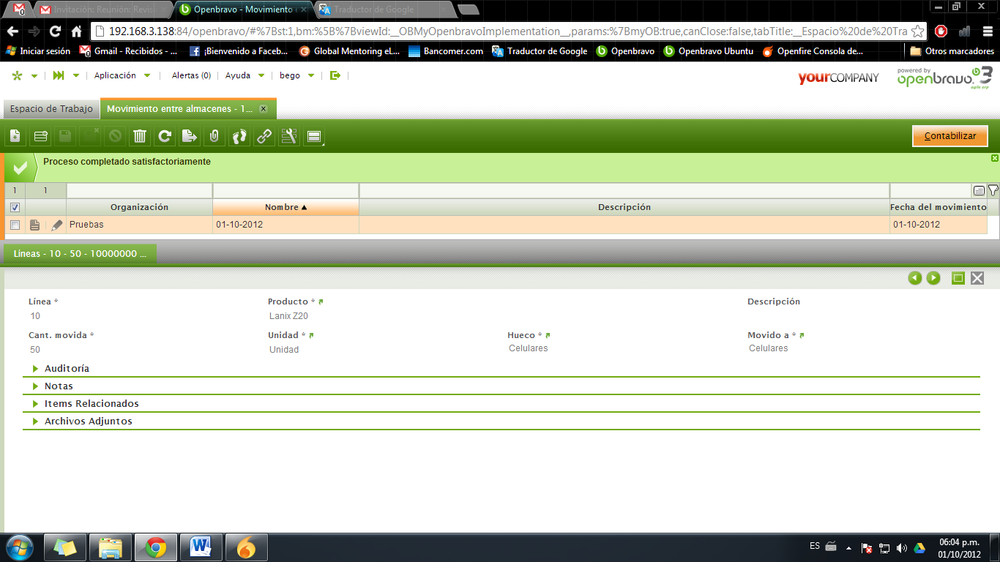 Invitación: Reunión: Revis
Openbravo - Movimiento
Traductor de Google
192.168.3.138:84/openbravo/#%7Bst:1,bm:%5B%7BviewId:__OBMyOpenbravoImplementation__,params:%7BmyOB:true,canClose:false,tabTitle:__Espacio%20de%20Tra
Iniciar sesión Gmail - Recibidos - ... ¡Bienvenido a Faceb... Global Mentoring eL... Bancomer.com Traductor de Google Openbravo Openbravo Ubuntu Openfire Consola de... Otros marcadores
Aplicación Alertas (0) Ayuda bego
yourCOMPANY
powered by
openbravo 3
agile erp
Espacio de Trabajo Movimiento entre almacenes - 1...
Contabilizar
Proceso completado satisfactoriamente
1 1
Organización Nombre Descripción Fecha del movimiento
Pruebas 01-10-2012 01-10-2012
Líneas - 10 - 50 - 10000000 ...
Línea * Producto * Descripción
10 Lanix Z20
Cant. movida * Unidad * Hueco * Movido a *
50 Unidad Celulares Celulares
Auditoría
Notas
Items Relacionados
Archivos Adjuntos
ES
06:04 p.m.
01/10/2012